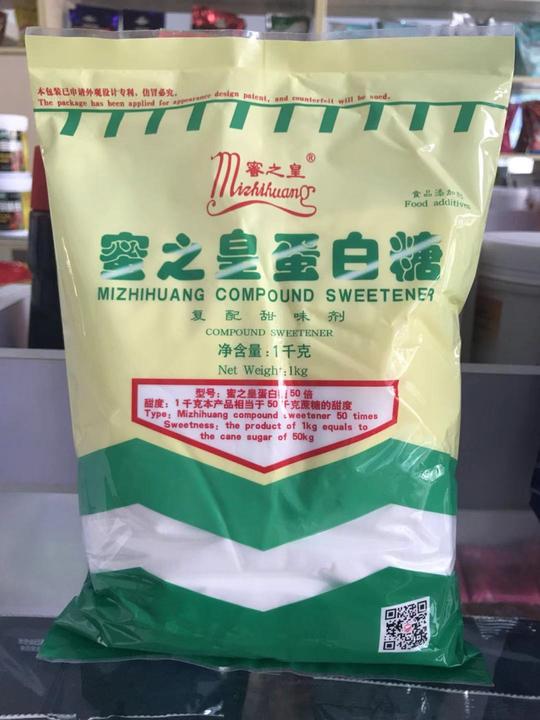 本包装已申请外观设计专利，仿冒必究。
The package has been applied for appearance design patent, and counterfeit will be sued.
蜜之皇®
Mizhihuang
食品添加剂
Food additives
蜜之皇蛋白糖
MIZHIHUANG COMPOUND SWEETENER
复配甜味剂
COMPOUND SWEETENER
净含量：1千克
Net Weight:1kg
型号：蜜之皇蛋白糖50倍
甜度：1千克本产品相当于50千克蔗糖的甜度
Type: Mizhihuang compound sweetener 50 times
Sweetness: the product of 1kg equals to
the cane sugar of 50kg